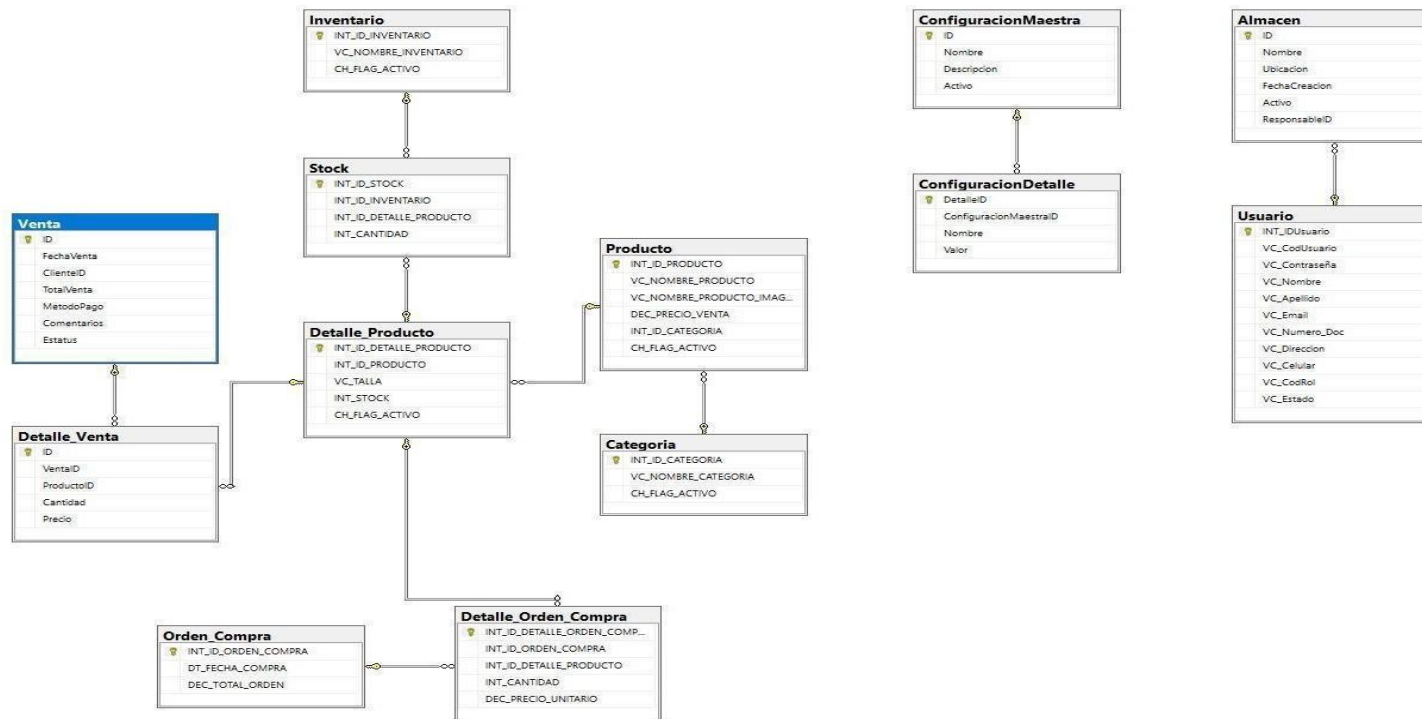 Inventario
INT_ID_INVENTARIO
VC_NOMBRE_INVENTARIO
CH_FLAG_ACTIVO
Stock
INT_ID_STOCK
INT_ID_INVENTARIO
INT_ID_DETALLE_PRODUCTO
INT_CANTIDAD
Venta
ID
FechaVenta
ClienteID
TotalVenta
MetodoPago
Comentarios
Estatus
Detalle_Venta
ID
VentaID
ProductoID
Cantidad
Precio
Detalle_Producto
INT_ID_DETALLE_PRODUCTO
INT_ID_PRODUCTO
VC_TALLA
INT_STOCK
CH_FLAG_ACTIVO
Producto
INT_ID_PRODUCTO
VC_NOMBRE_PRODUCTO
VC_NOMBRE_PRODUCTO_IMAG...
DEC_PRECIO_VENTA
INT_ID_CATEGORIA
CH_FLAG_ACTIVO
Categoria
INT_ID_CATEGORIA
VC_NOMBRE_CATEGORIA
CH_FLAG_ACTIVO
Orden_Compra
INT_ID_ORDEN_COMPRA
DT_FECHA_COMPRA
DEC_TOTAL_ORDEN
Detalle_Orden_Compra
INT_ID_DETALLE_ORDEN_COMP...
INT_ID_ORDEN_COMPRA
INT_ID_DETALLE_PRODUCTO
INT_CANTIDAD
DEC_PRECIO_UNITARIO
ConfiguracionMaestra
ID
Nombre
Descripcion
Activo
ConfiguracionDetalle
DetalleID
ConfiguracionMaestraID
Nombre
Valor
Almacen
ID
Nombre
Ubicacion
FechaCreacion
Activo
ResponsableID
Usuario
INT_IDUsuario
VC_CodUsuario
VC_Contraseña
VC_Nombre
VC_Apellido
VC_Email
VC_Numero_Doc
VC_Direccion
VC_Celular
VC_CodRol
VC_Estado